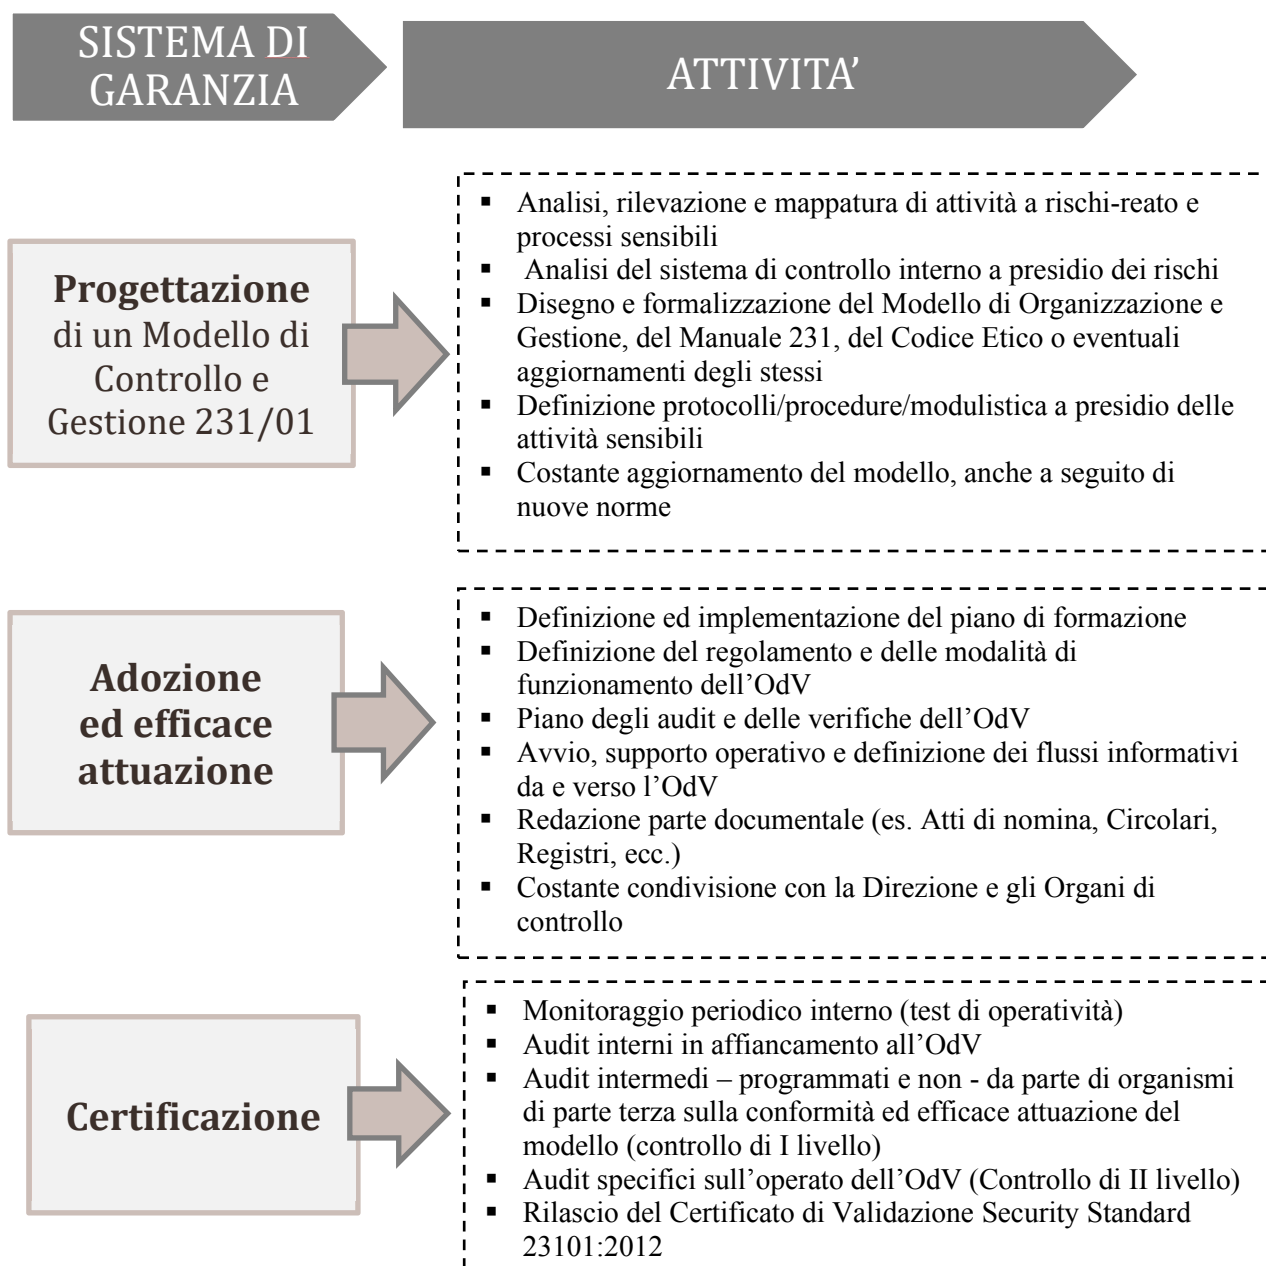 SISTEMA DI
GARANZIA
ATTIVITA’
Progettazione
di un Modello di
Controllo e
Gestione 231/01
▪ Analisi, rilevazione e mappatura di attività a rischi-reato e
processi sensibili
▪ Analisi del sistema di controllo interno a presidio dei rischi
▪ Disegno e formalizzazione del Modello di Organizzazione e
Gestione, del Manuale 231, del Codice Etico o eventuali
aggiornamenti degli stessi
▪ Definizione protocolli/procedure/modulistica a presidio delle
attività sensibili
▪ Costante aggiornamento del modello, anche a seguito di
nuove norme
Adozione
ed efficace
attuazione
▪ Definizione ed implementazione del piano di formazione
▪ Definizione del regolamento e delle modalità di
funzionamento dell’OdV
▪ Piano degli audit e delle verifiche dell’OdV
▪ Avvio, supporto operativo e definizione dei flussi informativi
da e verso l’OdV
▪ Redazione parte documentale (es. Atti di nomina, Circolari,
Registri, ecc.)
▪ Costante condivisione con la Direzione e gli Organi di
controllo
Certificazione
▪ Monitoraggio periodico interno (test di operatività)
▪ Audit interni in affiancamento all’OdV
▪ Audit intermedi – programmati e non - da parte di organismi
di parte terza sulla conformità ed efficace attuazione del
modello (controllo di I livello)
▪ Audit specifici sull’operato dell’OdV (Controllo di II livello)
▪ Rilascio del Certificato di Validazione Security Standard
23101:2012